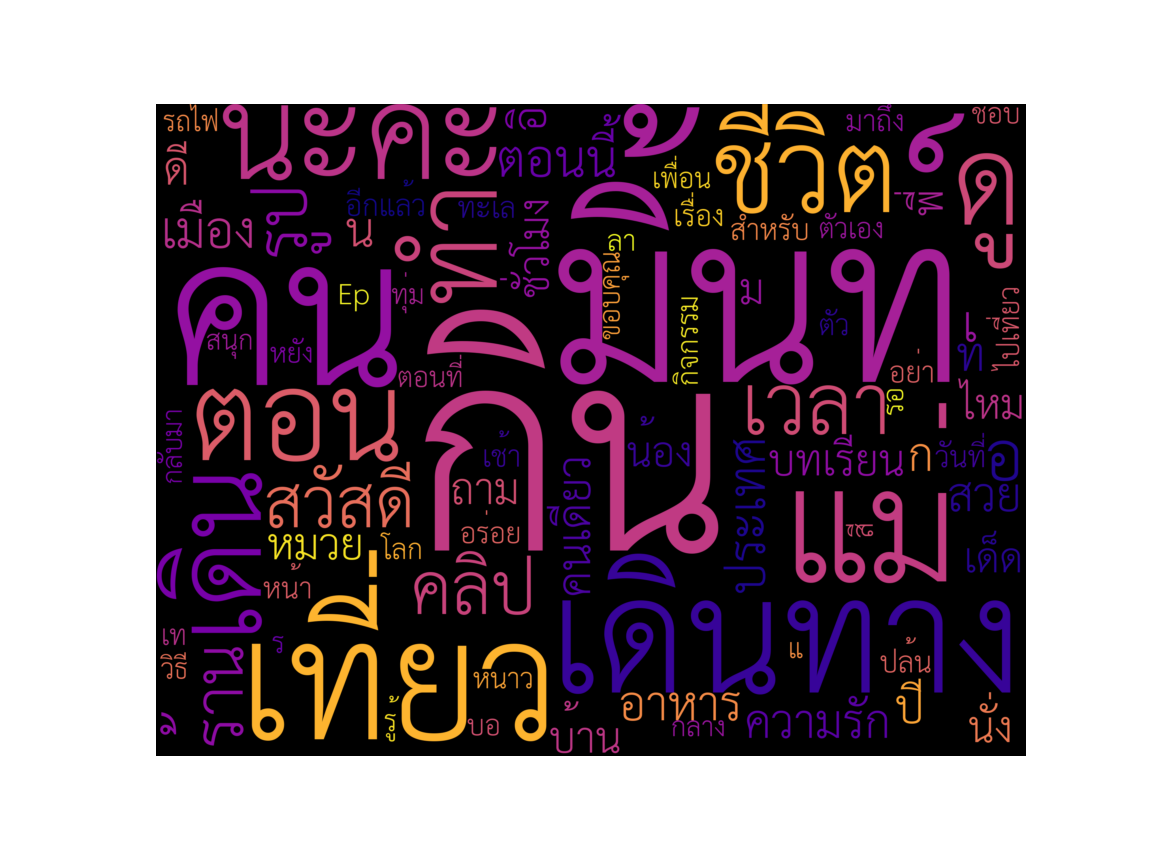 รถไฟ
นะคะ
ตอนนี้
ชีวิต
มาถึง
ชอบ
ดี
ดู
เพื่อน
เรื่อง
อีกแล้ว
ทะเล
เมือง
รูป
น
ทำ
ชั่วโมง
สำหรับ
ตัวเอง
ลา
ขอบคุณ
คน
Ep
ทุ่ม
มินท
ม
ตัว
กิจกรรม
ไปเที่ยว
สนุก
หยัง
ตอนที่
ท
อย่า
ตอน
กิน
เวลา
รอ
ไหม
กลับมา
เช้า
น้อง
บทเรียน
ก
วันที่
อ
ร้านเดิน
สวัสดี
ถาม
อร่อย
คนเดียว
ประเทศ
แม่
สวย
หมวย
โลก
เด็ด
หน้า
คลิป
เท
วิธี
ร
เที่ยว
เดินทาง
หนาว
แ
ปล้น
รู้
บอ
บ้าน
อาหาร
กลาง
ความรัก
ปี
นั่ง